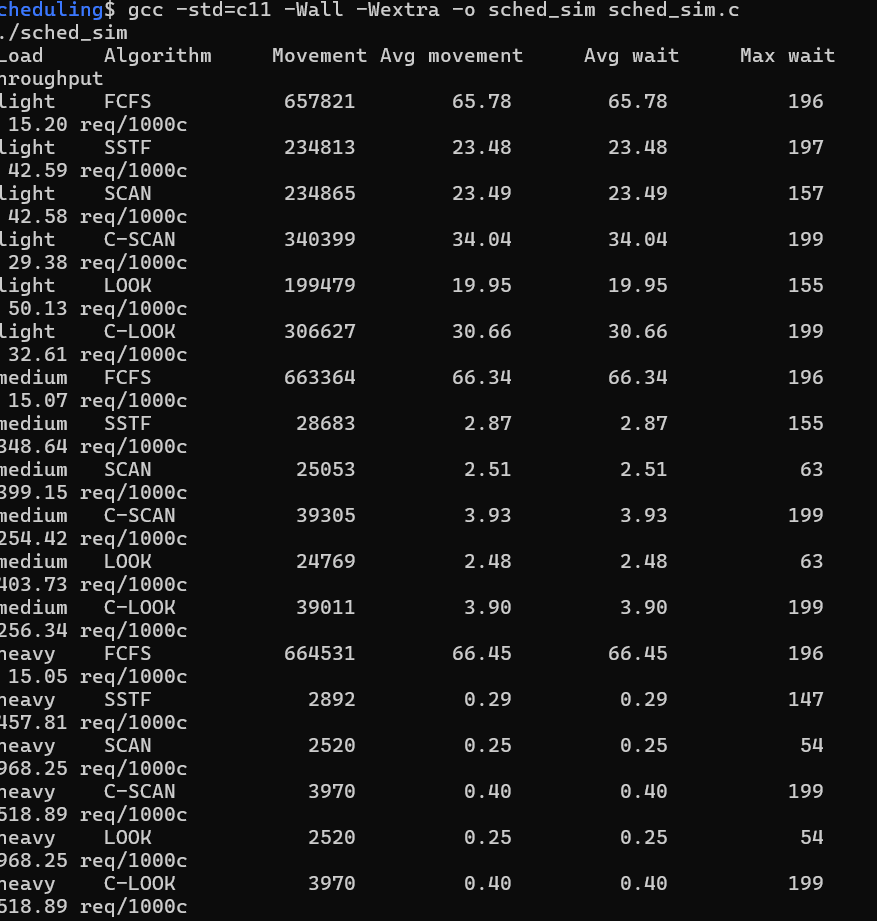 cheduling$ gcc -std=c11 -Wall -Wextra -o sched_sim sched_sim.c
./sched_sim
Load Algorithm Movement Avg movement Avg wait Max wait
hroughput
light FCFS 657821 65.78 65.78 196
15.20 req/1000c
light SSTF 234813 23.48 23.48 197
42.59 req/1000c
light SCAN 234865 23.49 23.49 157
42.58 req/1000c
light C-SCAN 340399 34.04 34.04 199
29.38 req/1000c
light LOOK 199479 19.95 19.95 155
50.13 req/1000c
light C-LOOK 306627 30.66 30.66 199
32.61 req/1000c
medium FCFS 663364 66.34 66.34 196
15.07 req/1000c
medium SSTF 28683 2.87 2.87 155
348.64 req/1000c
medium SCAN 25053 2.51 2.51 63
399.15 req/1000c
medium C-SCAN 39305 3.93 3.93 199
254.42 req/1000c
medium LOOK 24769 2.48 2.48 63
403.73 req/1000c
medium C-LOOK 39011 3.90 3.90 199
256.34 req/1000c
heavy FCFS 664531 66.45 66.45 196
15.05 req/1000c
heavy SSTF 2892 0.29 0.29 147
457.81 req/1000c
heavy SCAN 2520 0.25 0.25 54
968.25 req/1000c
heavy C-SCAN 3970 0.40 0.40 199
518.89 req/1000c
heavy LOOK 2520 0.25 0.25 54
968.25 req/1000c
heavy C-LOOK 3970 0.40 0.40 199
518.89 req/1000c